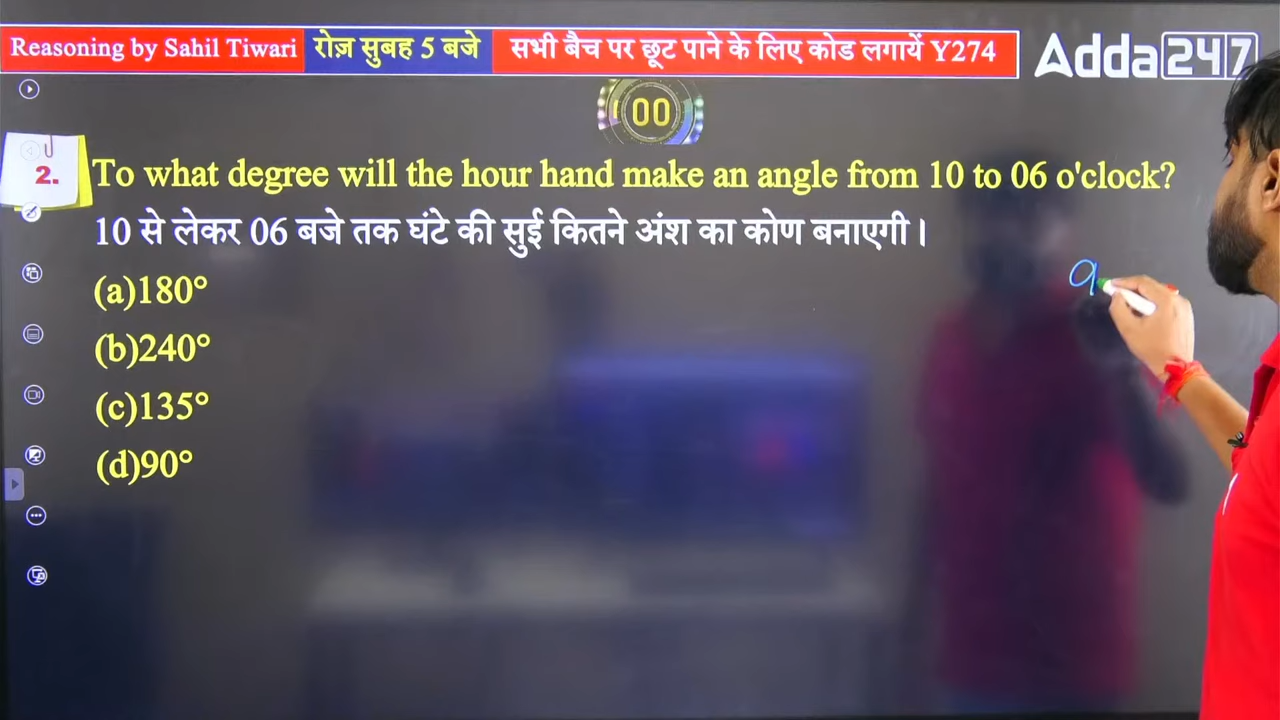 Reasoning by Sahil Tiwari रोज़ सुबह 5 बजे सभी बैच पर छूट पाने के लिए कोड लगायें Y274 Adda247
00
2. To what degree will the hour hand make an angle from 10 to 06 o'clock?
10 से लेकर 06 बजे तक घंटे की सुई कितने अंश का कोण बनाएगी।
(a)180°
(b)240°
(c)135°
(d)90°